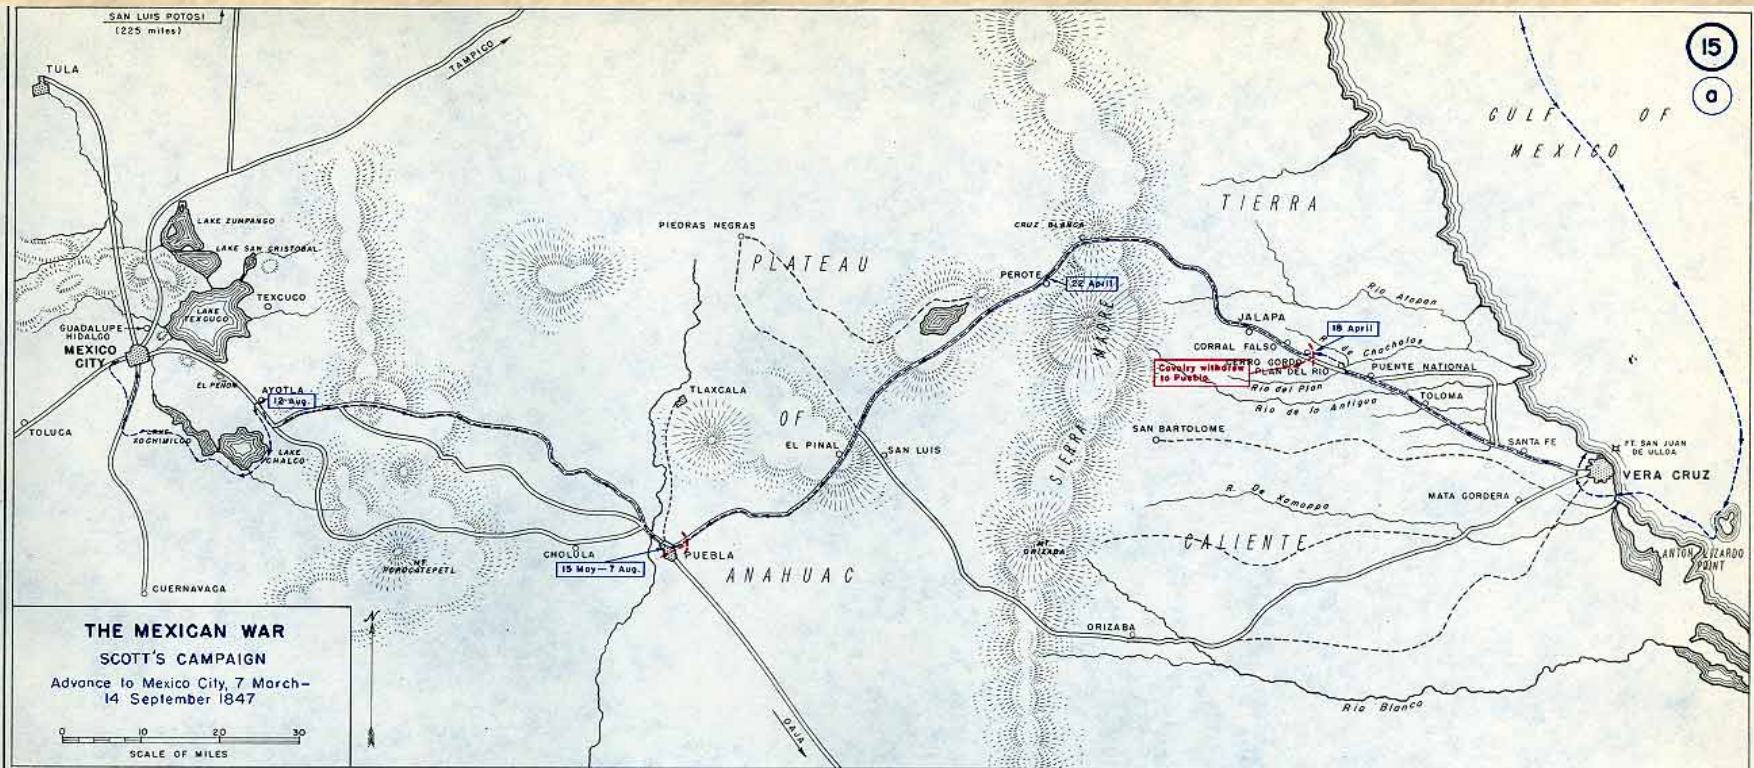 SAN LUIS POTOSI
(225 miles)
TAMPICO
TULA
15
a
GULF OF
MEXICO
LAKE ZUMPANGO
LAKE SAN CRISTOBAL
TEXCUCO
LAKE
TEXCUCO
GUADALUPE
HIDALGO
MEXICO
CITY
EL PEÑON
AYOTLA
12 Aug.
TOLUCA
LAKE
XOCHIMILCO
LAKE
CHALCO
CUERNAVACA
PIEDRAS NEGRAS
PLATEAU
OF
ANAHUAC
TLAXCALA
EL PINAL
SAN LUIS
CHOLULA
PUEBLA
15 May—7 Aug.
MT.
POPOCATEPETL
OAJA
CRUZ BLANCA
PEROTE
22 April
SIERRA MADRE
MT.
ORIZABA
ORIZABA
TIERRA
CALIENTE
Rio Atopan
JALAPA
18 April
CORRAL FALSO
R. de Chacholos
CERRO GORDO
PLAN DEL RIO
Cavalry withdrew
to Puebla
PUENTE NATIONAL
Rio del Plan
Rio de la Antigua
TOLOMA
SAN BARTOLOME
SANTA FE
FT. SAN JUAN
DE ULLOA
VERA CRUZ
MATA GORDERA
R. De Xamappo
ANTON LIZARDO
POINT
Rio Blanco
THE MEXICAN WAR
SCOTT'S CAMPAIGN
Advance to Mexico City, 7 March–
14 September 1847
0 10 20 30
SCALE OF MILES
N